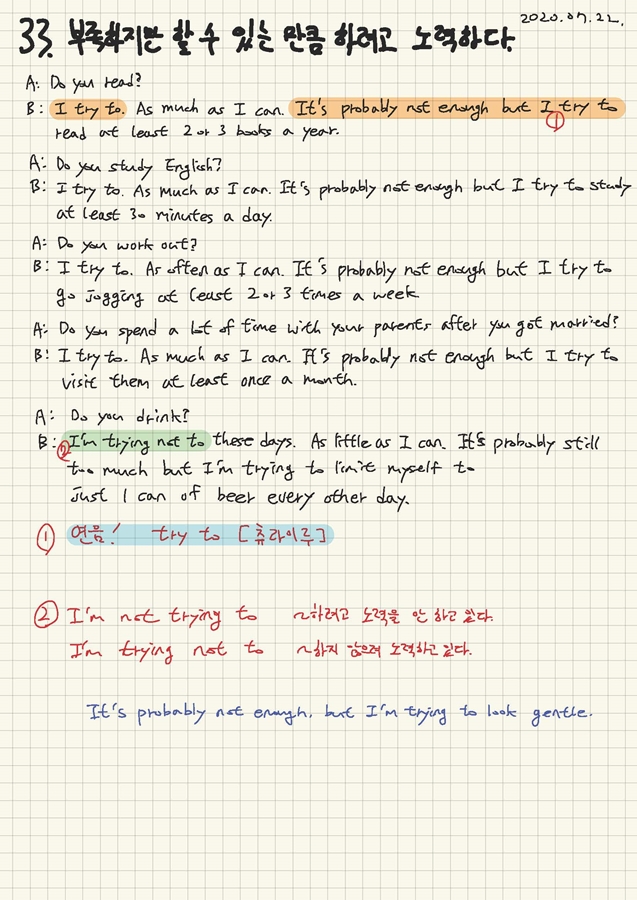 2020.07.22.
33. 부족하지만 할 수 있는 만큼 하려고 노력하다.
A: Do you read?
B: I try to. As much as I can. It's probably not enough but I try to
①
read at least 2 or 3 books a year.
A: Do you study English?
B: I try to. As much as I can. It's probably not enough but I try to study
at least 30 minutes a day.
A: Do you work out?
B: I try to. As often as I can. It's probably not enough but I try to
go jogging at least 2 or 3 times a week
A: Do you spend a lot of time with your parents after you got married?
B: I try to. As much as I can. It's probably not enough but I try to
visit them at least once a month.
A: Do you drink?
B: ② I'm trying not to these days. As little as I can. It's probably still
too much but I'm trying to limit myself to
just 1 can of beer every other day.
① 연음! try to [츄라이루]
② I'm not trying to ~하려고 노력을 안 하고 있다.
I'm trying not to ~하지 않으려 노력하고 있다.
It's probably not enough, but I'm trying to look gentle.